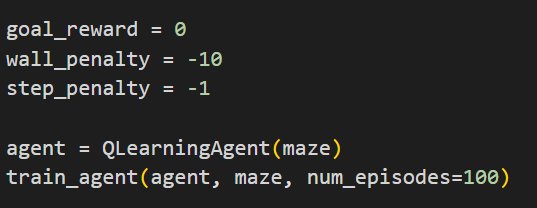 goal_reward = 0
wall_penalty = -10
step_penalty = -1
agent = QLearningAgent(maze)
train_agent(agent, maze, num_episodes=100)